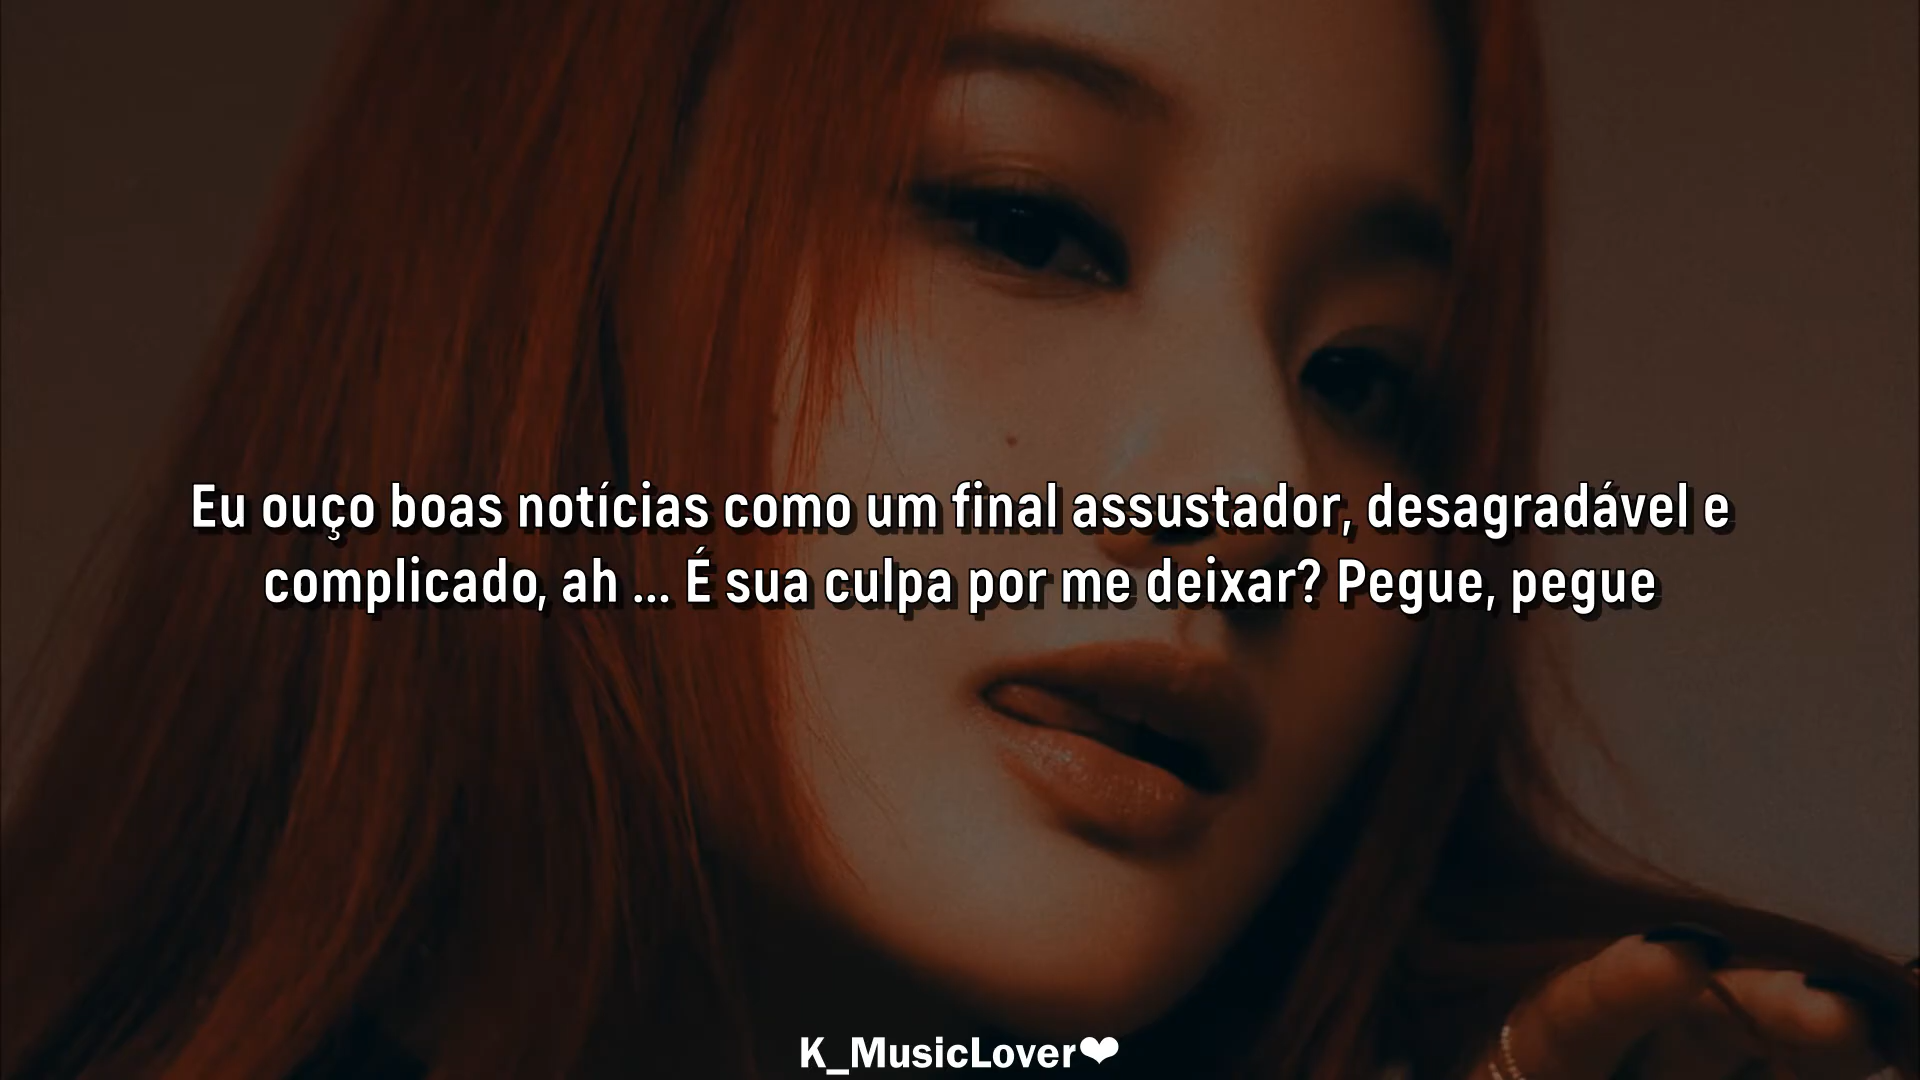 Eu ouço boas notícias como um final assustador, desagradável e
complicado, ah ... É sua culpa por me deixar? Pegue, pegue
K_MusicLover❤